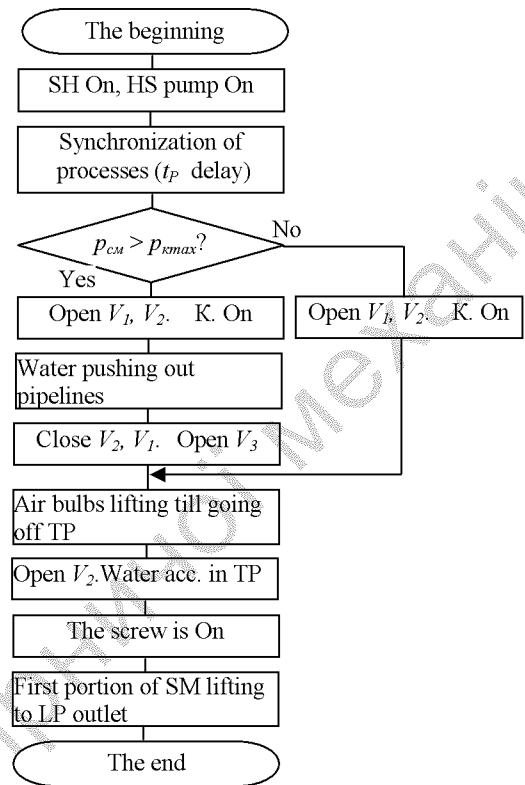 The beginning
SH On, HS pump On
Synchronization of
processes (tP delay)
pсм > pкmax?
No
Yes
Open V1, V2. К. On
Open V1, V2. К. On
Water pushing out
pipelines
Close V2, V1. Open V3
Air bulbs lifting till going
off TP
Open V2.Water acc. in TP
The screw is On
First portion of SM lifting
to LP outlet
The end
рничої механік